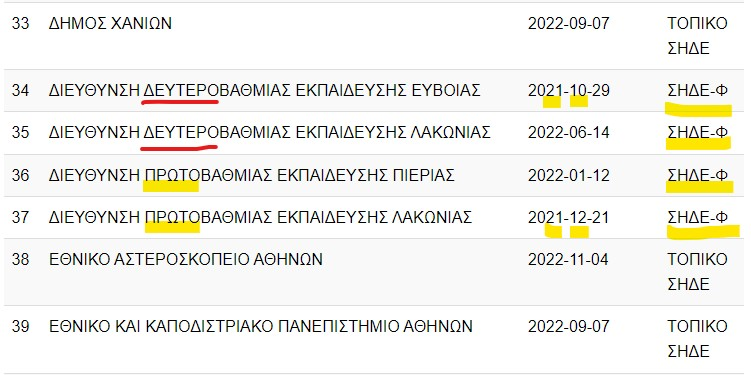 33 ΔΗΜΟΣ ΧΑΝΙΩΝ 2022-09-07 ΤΟΠΙΚΟ
ΣΗΔΕ
34 ΔΙΕΥΘΥΝΣΗ ΔΕΥΤΕΡΟΒΑΘΜΙΑΣ ΕΚΠΑΙΔΕΥΣΗΣ ΕΥΒΟΙΑΣ 2021-10-29 ΣΗΔΕ-Φ
35 ΔΙΕΥΘΥΝΣΗ ΔΕΥΤΕΡΟΒΑΘΜΙΑΣ ΕΚΠΑΙΔΕΥΣΗΣ ΛΑΚΩΝΙΑΣ 2022-06-14 ΣΗΔΕ-Φ
36 ΔΙΕΥΘΥΝΣΗ ΠΡΩΤΟΒΑΘΜΙΑΣ ΕΚΠΑΙΔΕΥΣΗΣ ΠΙΕΡΙΑΣ 2022-01-12 ΣΗΔΕ-Φ
37 ΔΙΕΥΘΥΝΣΗ ΠΡΩΤΟΒΑΘΜΙΑΣ ΕΚΠΑΙΔΕΥΣΗΣ ΛΑΚΩΝΙΑΣ 2021-12-21 ΣΗΔΕ-Φ
38 ΕΘΝΙΚΟ ΑΣΤΕΡΟΣΚΟΠΕΙΟ ΑΘΗΝΩΝ 2022-11-04 ΤΟΠΙΚΟ
ΣΗΔΕ
39 ΕΘΝΙΚΟ ΚΑΙ ΚΑΠΟΔΙΣΤΡΙΑΚΟ ΠΑΝΕΠΙΣΤΗΜΙΟ ΑΘΗΝΩΝ 2022-09-07 ΤΟΠΙΚΟ
ΣΗΔΕ